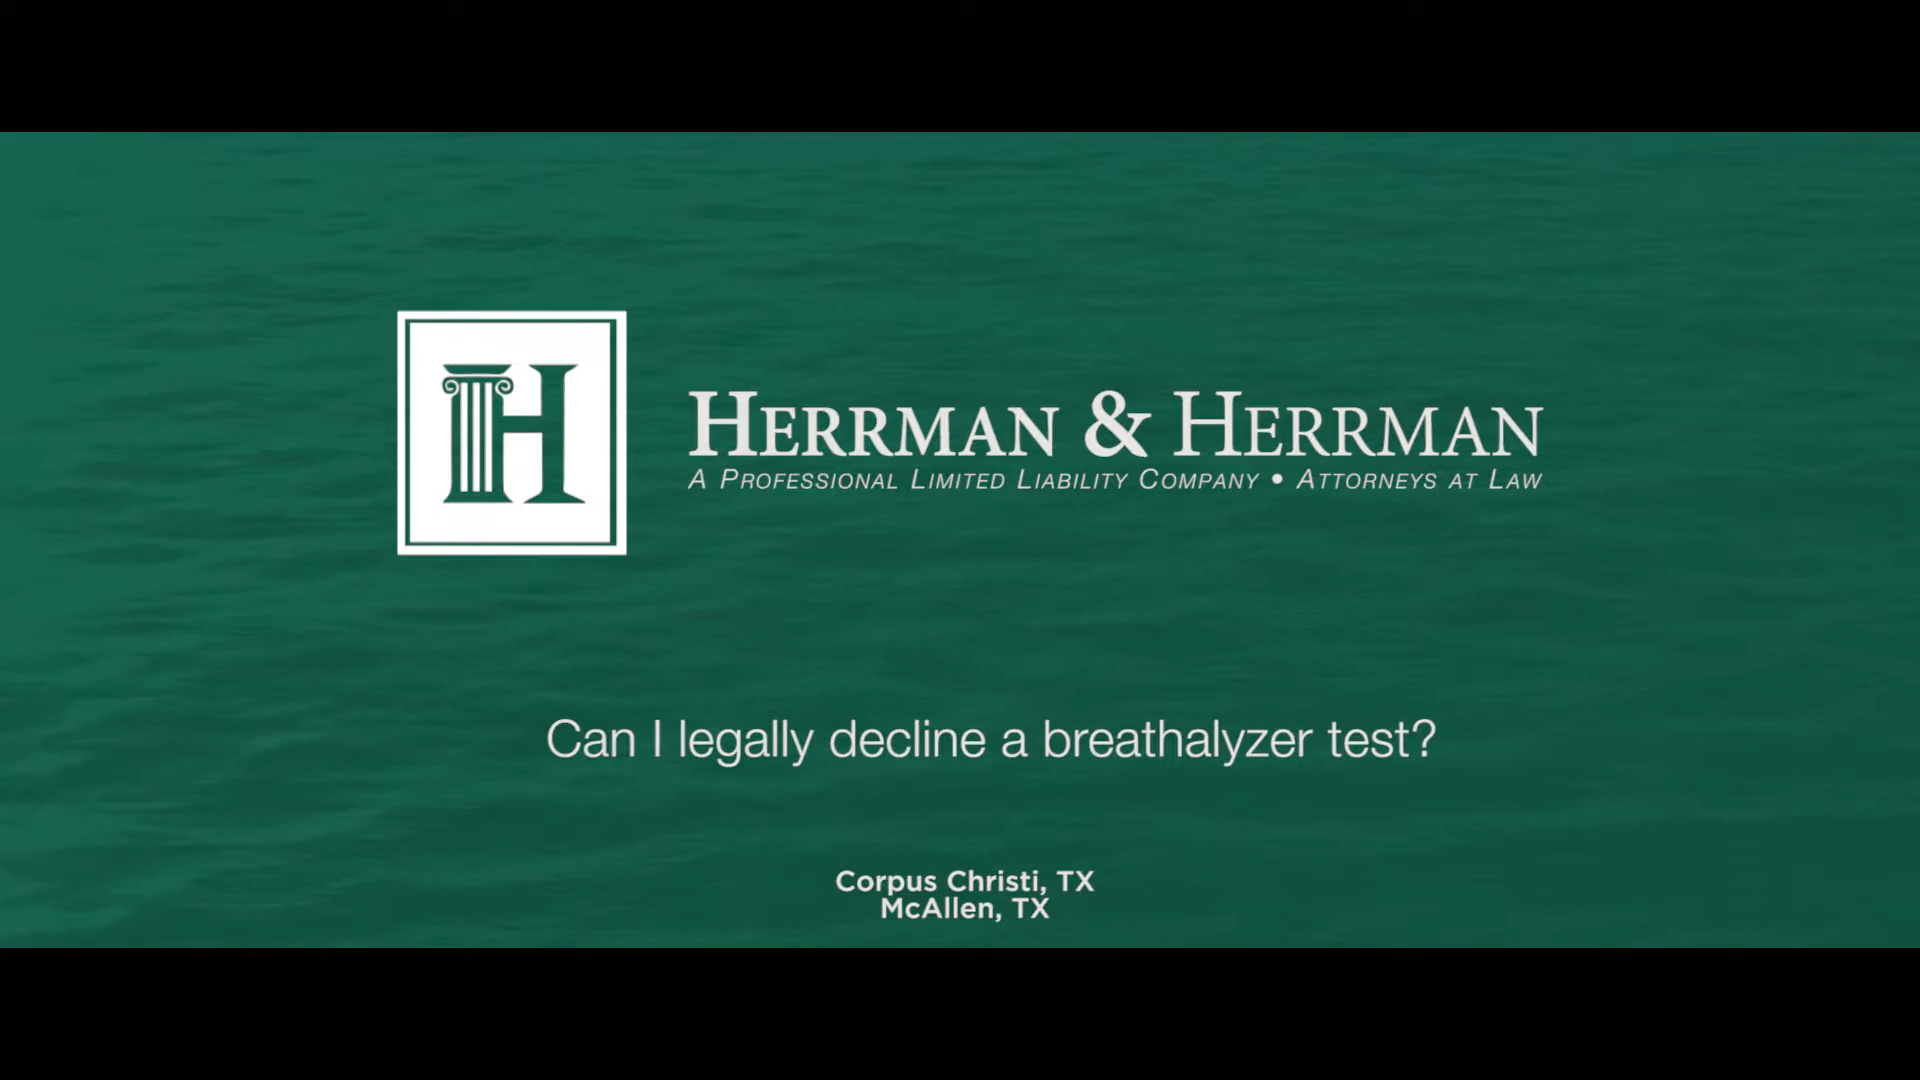 H
HERRMAN & HERRMAN
A PROFESSIONAL LIMITED LIABILITY COMPANY • ATTORNEYS AT LAW
Can I legally decline a breathalyzer test?
Corpus Christi, TX
McAllen, TX